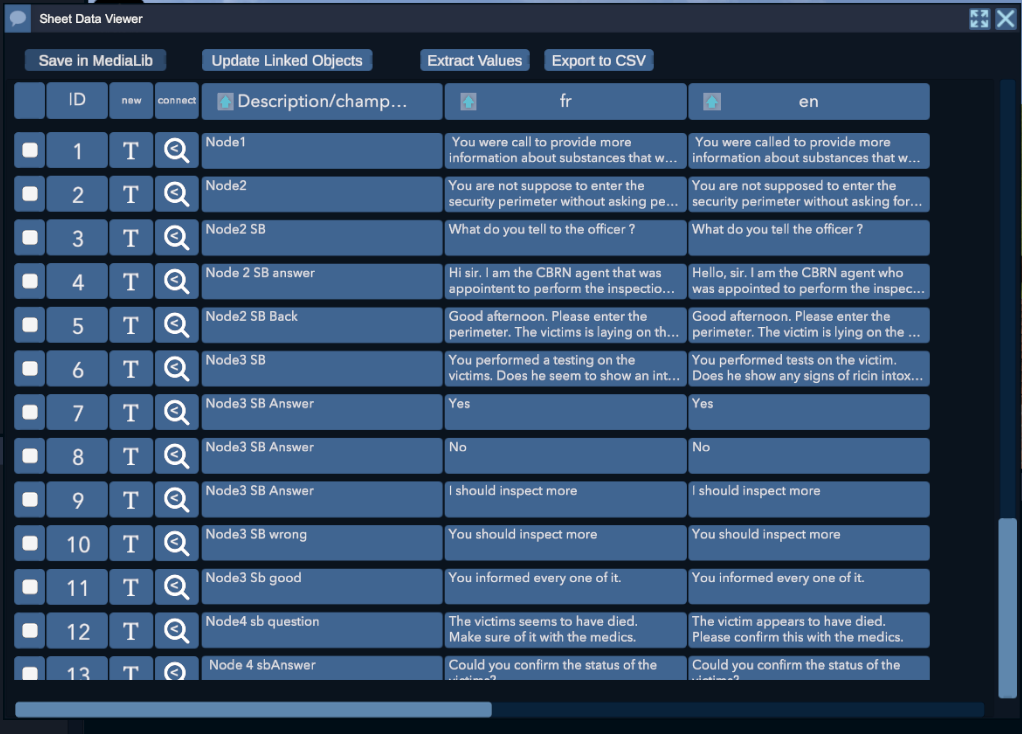 Sheet Data Viewer
Save in MediaLib
Update Linked Objects
Extract Values
Export to CSV
ID
new
connect
Description/champ...
fr
en
1
T
Node1
You were call to provide more
information about substances that w...
You were called to provide more
information about substances that w...
2
T
Node2
You are not suppose to enter the
security perimeter without asking pe...
You are not supposed to enter the
security perimeter without asking for...
3
T
Node2 SB
What do you tell to the officer ?
What do you tell the officer ?
4
T
Node 2 SB answer
Hi sir. I am the CBRN agent that was
appointent to perform the inspectio...
Hello, sir. I am the CBRN agent who
was appointed to perform the inspec...
5
T
Node2 SB Back
Good afternoon. Please enter the
perimeter. The victims is laying on th...
Good afternoon. Please enter the
perimeter. The victim is lying on the ...
6
T
Node3 SB
You performed a testing on the
victims. Does he seem to show an int...
You performed tests on the victim.
Does he show any signs of ricin intox...
7
T
Node3 SB Answer
Yes
Yes
8
T
Node3 SB Answer
No
No
9
T
Node3 SB Answer
I should inspect more
I should inspect more
10
T
Node3 SB wrong
You should inspect more
You should inspect more
11
T
Node3 Sb good
You informed every one of it.
You informed every one of it.
12
T
Node4 sb question
The victims seems to have died.
Make sure of it with the medics.
The victim appears to have died.
Please confirm this with the medics.
13
T
Node 4 sbAnswer
Could you confirm the status of the
victims?
Could you confirm the status of the
victims?